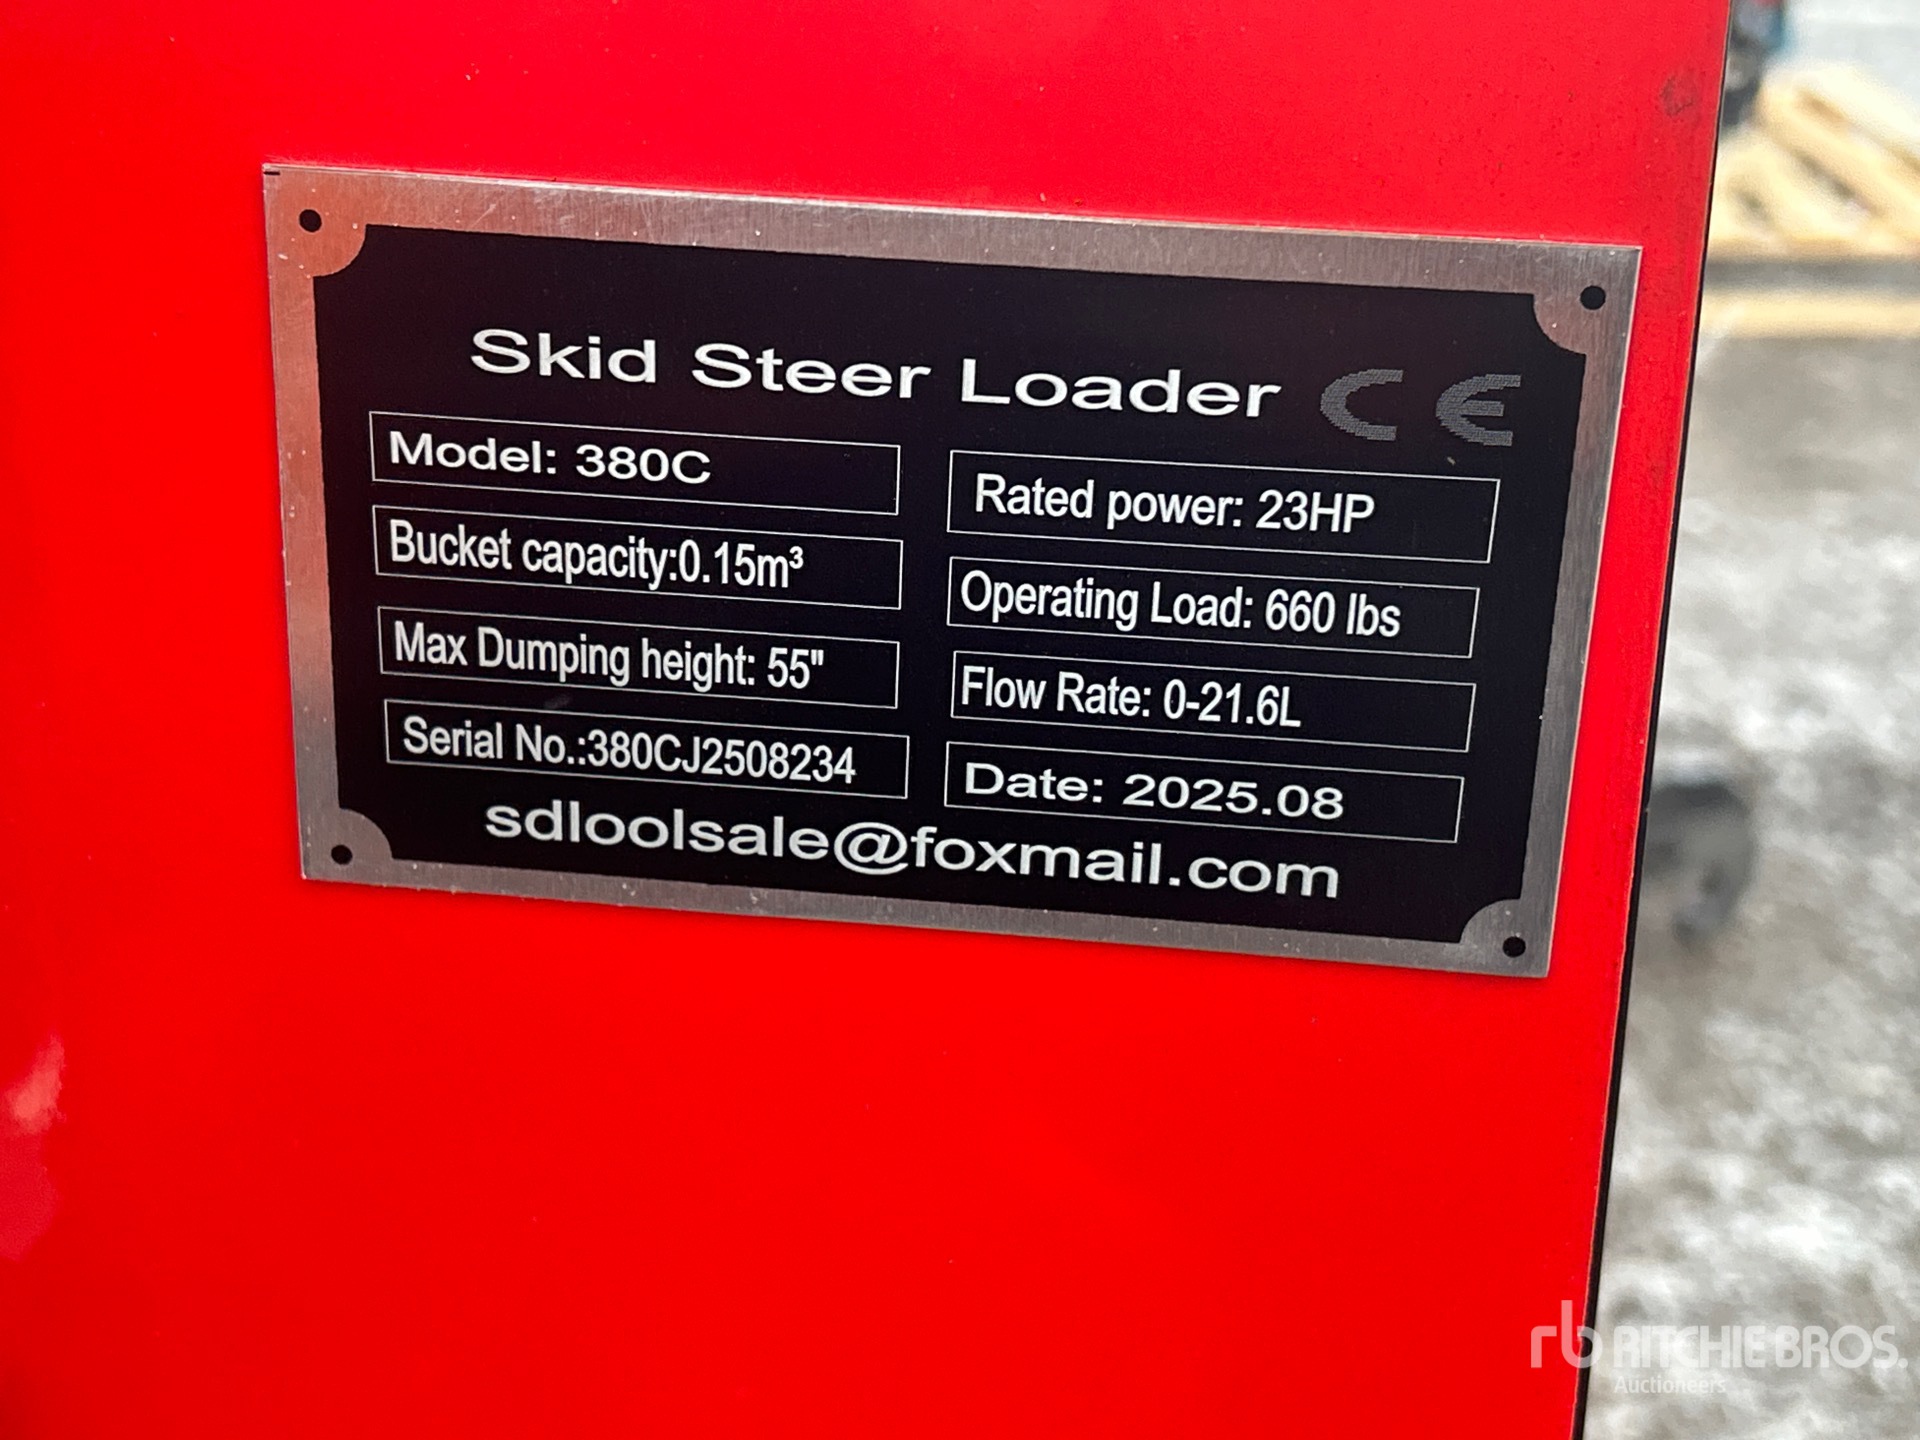 Skid Steer Loader CE
Model: 380C
Rated power: 23HP
Bucket capacity:0.15m³
Operating Load: 660 lbs
Max Dumping height: 55"
Flow Rate: 0-21.6L
Serial No.:380CJ2508234
Date: 2025.08
sdloolsale@foxmail.com
rb RITCHIE BROS.
Auctioneers